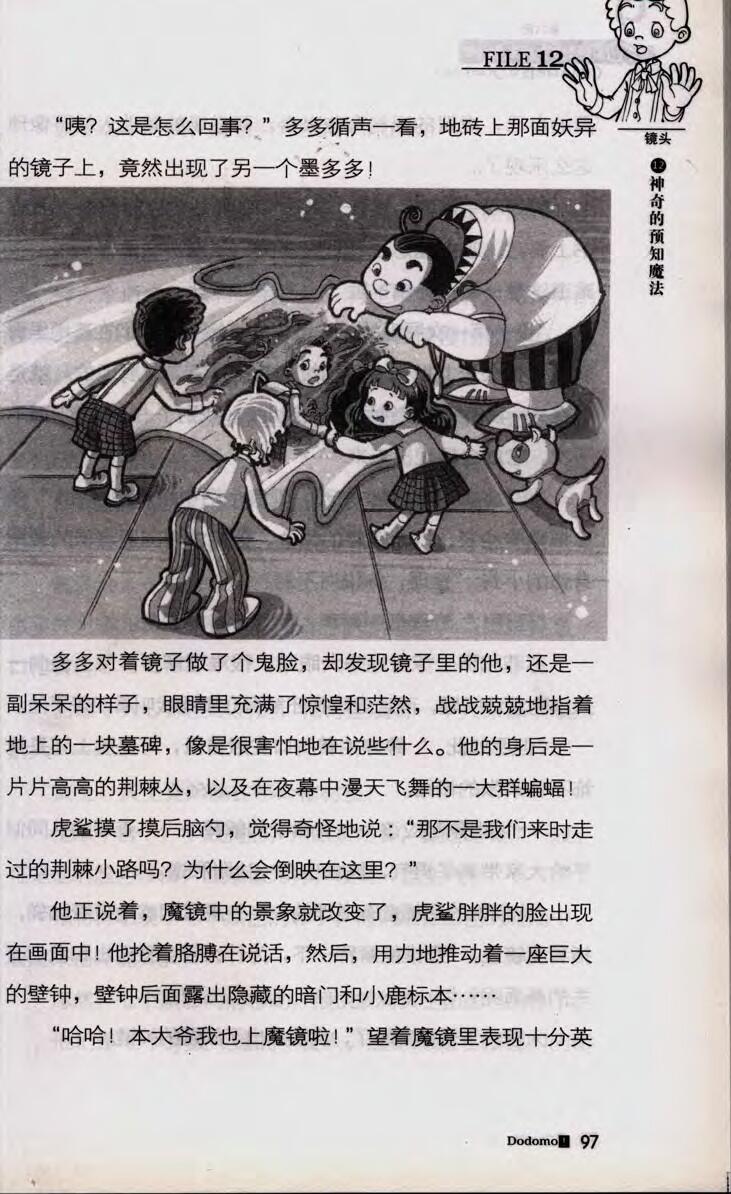 FILE 12
镜头
⑫神奇的预知魔法
“咦？这是怎么回事？”多多循声一看，地砖上那面妖异
的镜子上，竟然出现了另一个墨多多！
多多对着镜子做了个鬼脸，却发现镜子里的他，还是一
副呆呆的样子，眼睛里充满了惊惶和茫然，战战兢兢地指着
地上的一块墓碑，像是很害怕地在说些什么。他的身后是一
片片高高的荆棘丛，以及在夜幕中漫天飞舞的一大群蝙蝠！
虎鲨摸了摸后脑勺，觉得奇怪地说：“那不是我们来时走
过的荆棘小路吗？为什么会倒映在这里？”
他正说着，魔镜中的景象就改变了，虎鲨胖胖的脸出现
在画面中！他抡着胳膊在说话，然后，用力地推动着一座巨大
的壁钟，壁钟后面露出隐藏的暗门和小鹿标本……
“哈哈！本大爷我也上魔镜啦！”望着魔镜里表现十分英
Dodomo! 97